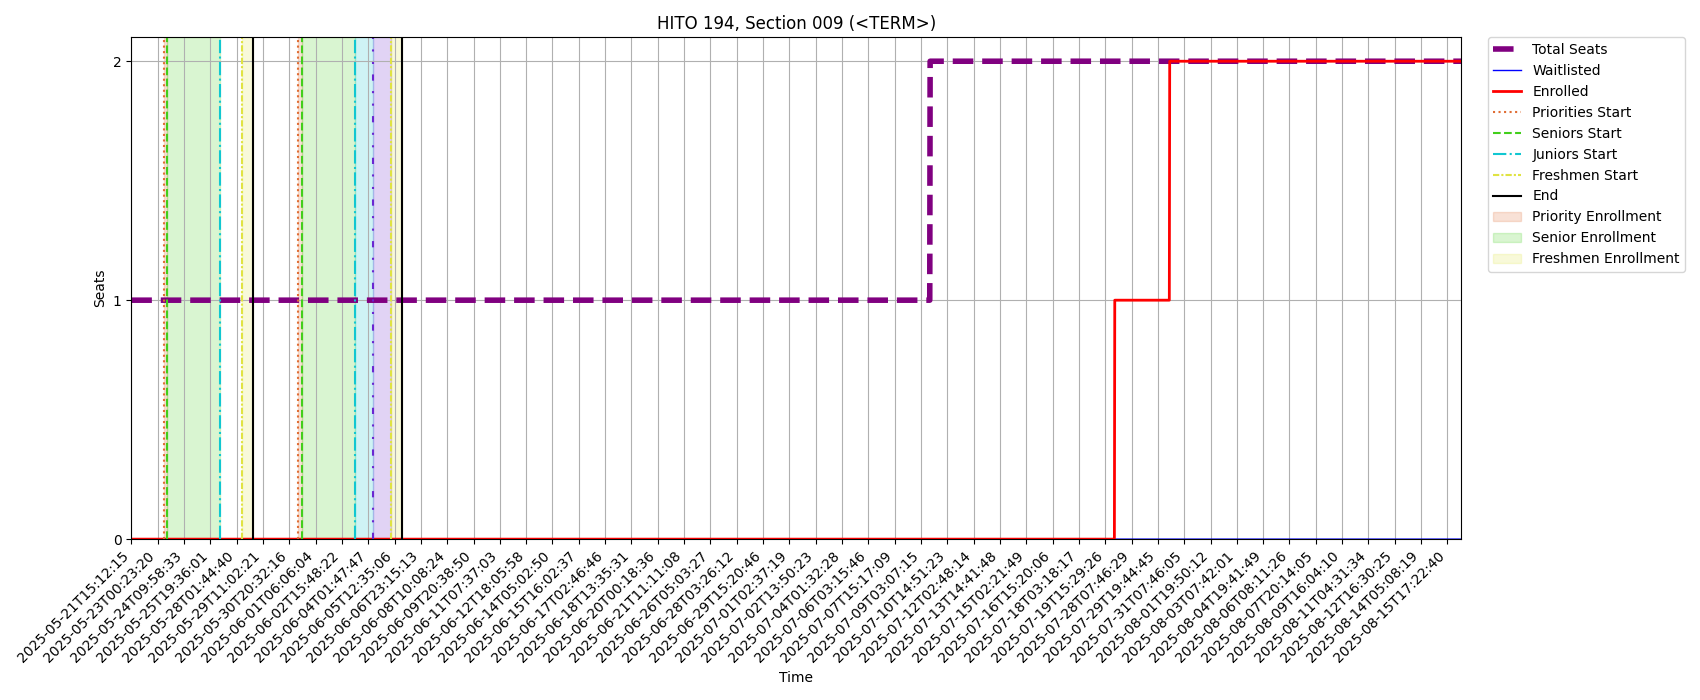 HITO 194, Section 009 (<TERM>)
Seats
2
1
0
2025-05-21T15:12:15
2025-05-23T00:23:20
2025-05-24T09:58:33
2025-05-25T19:36:01
2025-05-28T01:44:40
2025-05-29T11:02:21
2025-05-30T20:32:16
2025-06-01T06:06:04
2025-06-02T15:48:22
2025-06-04T01:47:47
2025-06-05T12:35:06
2025-06-06T23:15:13
2025-06-08T10:08:24
2025-06-09T20:38:50
2025-06-11T07:37:03
2025-06-12T18:05:58
2025-06-14T05:02:50
2025-06-15T16:02:37
2025-06-17T02:46:46
2025-06-18T13:35:31
2025-06-20T00:18:36
2025-06-21T11:11:08
2025-06-26T05:03:27
2025-06-28T03:26:12
2025-06-29T15:20:46
2025-07-01T02:37:19
2025-07-02T13:50:23
2025-07-04T01:32:28
2025-07-06T03:15:46
2025-07-07T15:17:09
2025-07-09T03:07:15
2025-07-10T14:51:23
2025-07-12T02:48:14
2025-07-13T14:41:48
2025-07-15T02:21:49
2025-07-16T15:20:06
2025-07-18T03:18:17
2025-07-19T15:29:26
2025-07-28T07:46:29
2025-07-29T19:44:45
2025-07-31T07:46:05
2025-08-01T19:50:12
2025-08-03T07:42:01
2025-08-04T19:41:49
2025-08-06T08:11:26
2025-08-07T20:14:05
2025-08-09T16:04:10
2025-08-11T04:31:34
2025-08-12T16:30:25
2025-08-14T05:08:19
2025-08-15T17:22:40
Time
Total Seats
Waitlisted
Enrolled
Priorities Start
Seniors Start
Juniors Start
Freshmen Start
End
Priority Enrollment
Senior Enrollment
Freshmen Enrollment